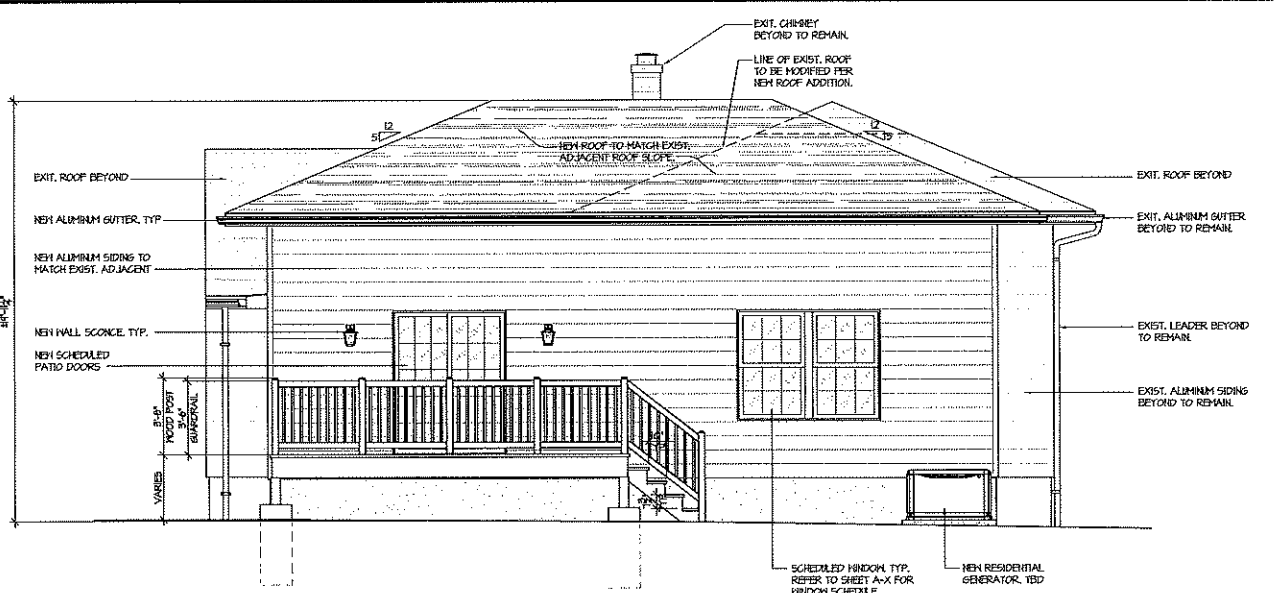 EXIT. CHIMNEY
BEYOND TO REMAIN.
LINE OF EXIST. ROOF
TO BE MODIFIED PER
NEW ROOF ADDITION.
12
5
12
NEW ROOF TO MATCH EXIST.
ADJACENT ROOF SLOPE.
EXIT. ROOF BEYOND
EXIT. ROOF BEYOND
NEW ALUMINUM GUTTER, TYP
EXIT. ALUMINUM GUTTER
BEYOND TO REMAIN.
NEW ALUMINUM SIDING TO
MATCH EXIST. ADJACENT
NEW WALL SCONCE, TYP.
NEW SCHEDULED
PATIO DOORS
EXIST. LEADER BEYOND
TO REMAIN
EXIST. ALUMINUM SIDING
BEYOND TO REMAIN.
3'-8"
WOOD POST
3'-6"
GUARDRAIL
VARIES
SCHEDULED WINDOW, TYP.
REFER TO SHEET A-X FOR
WINDOW SCHEDULE
NEW RESIDENTIAL
GENERATOR, TBD